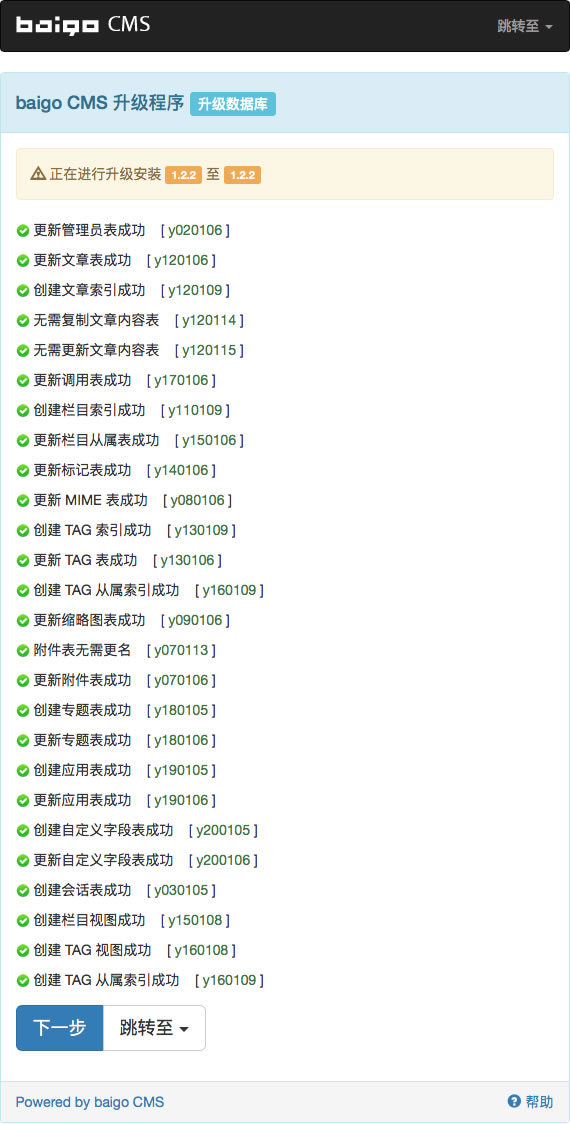 baigo CMS
跳转至
baigo CMS 升级程序 升级数据库
正在进行升级安装 1.2.2 至 1.2.2
更新管理员表成功 [ y020106 ]
更新文章表成功 [ y120106 ]
创建文章索引成功 [ y120109 ]
无需复制文章内容表 [ y120114 ]
无需更新文章内容表 [ y120115 ]
更新调用表成功 [ y170106 ]
创建栏目索引成功 [ y110109 ]
更新栏目从属表成功 [ y150106 ]
更新标记表成功 [ y140106 ]
更新 MIME 表成功 [ y080106 ]
创建 TAG 索引成功 [ y130109 ]
更新 TAG 表成功 [ y130106 ]
创建 TAG 从属索引成功 [ y160109 ]
更新缩略图表成功 [ y090106 ]
附件表无需更名 [ y070113 ]
更新附件表成功 [ y070106 ]
创建专题表成功 [ y180105 ]
更新专题表成功 [ y180106 ]
创建应用表成功 [ y190105 ]
更新应用表成功 [ y190106 ]
创建自定义字段表成功 [ y200105 ]
更新自定义字段表成功 [ y200106 ]
创建会话表成功 [ y030105 ]
创建栏目视图成功 [ y150108 ]
创建 TAG 视图成功 [ y160108 ]
创建 TAG 从属索引成功 [ y160109 ]
下一步 跳转至
Powered by baigo CMS
帮助